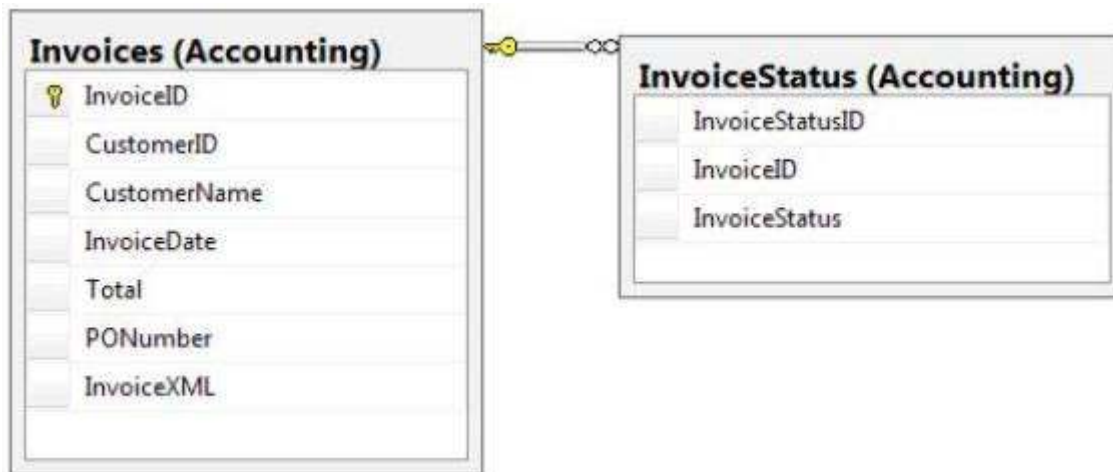 Invoices (Accounting)
InvoiceID
CustomerID
CustomerName
InvoiceDate
Total
PONumber
InvoiceXML
InvoiceStatus (Accounting)
InvoiceStatusID
InvoiceID
InvoiceStatus